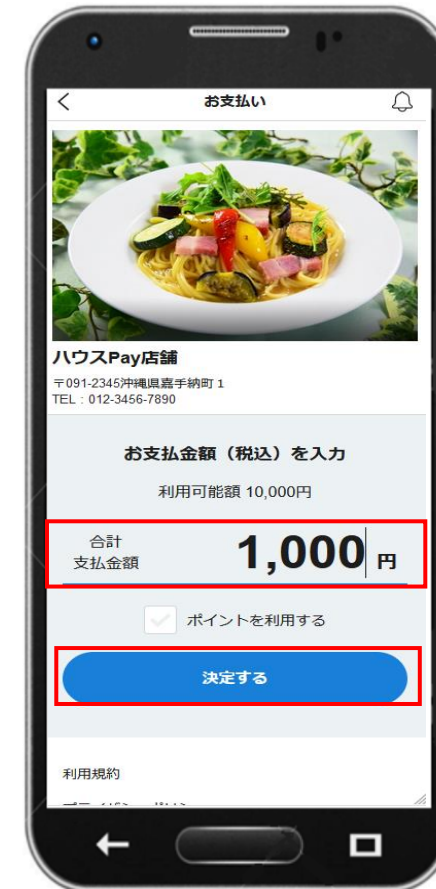 お支払い
ハウスPay店舗
〒091-2345沖縄県嘉手納町 1
TEL : 012-3456-7890
お支払金額（税込）を入力
利用可能額 10,000円
合計
支払金額
1,000 円
ポイントを利用する
決定する
利用規約